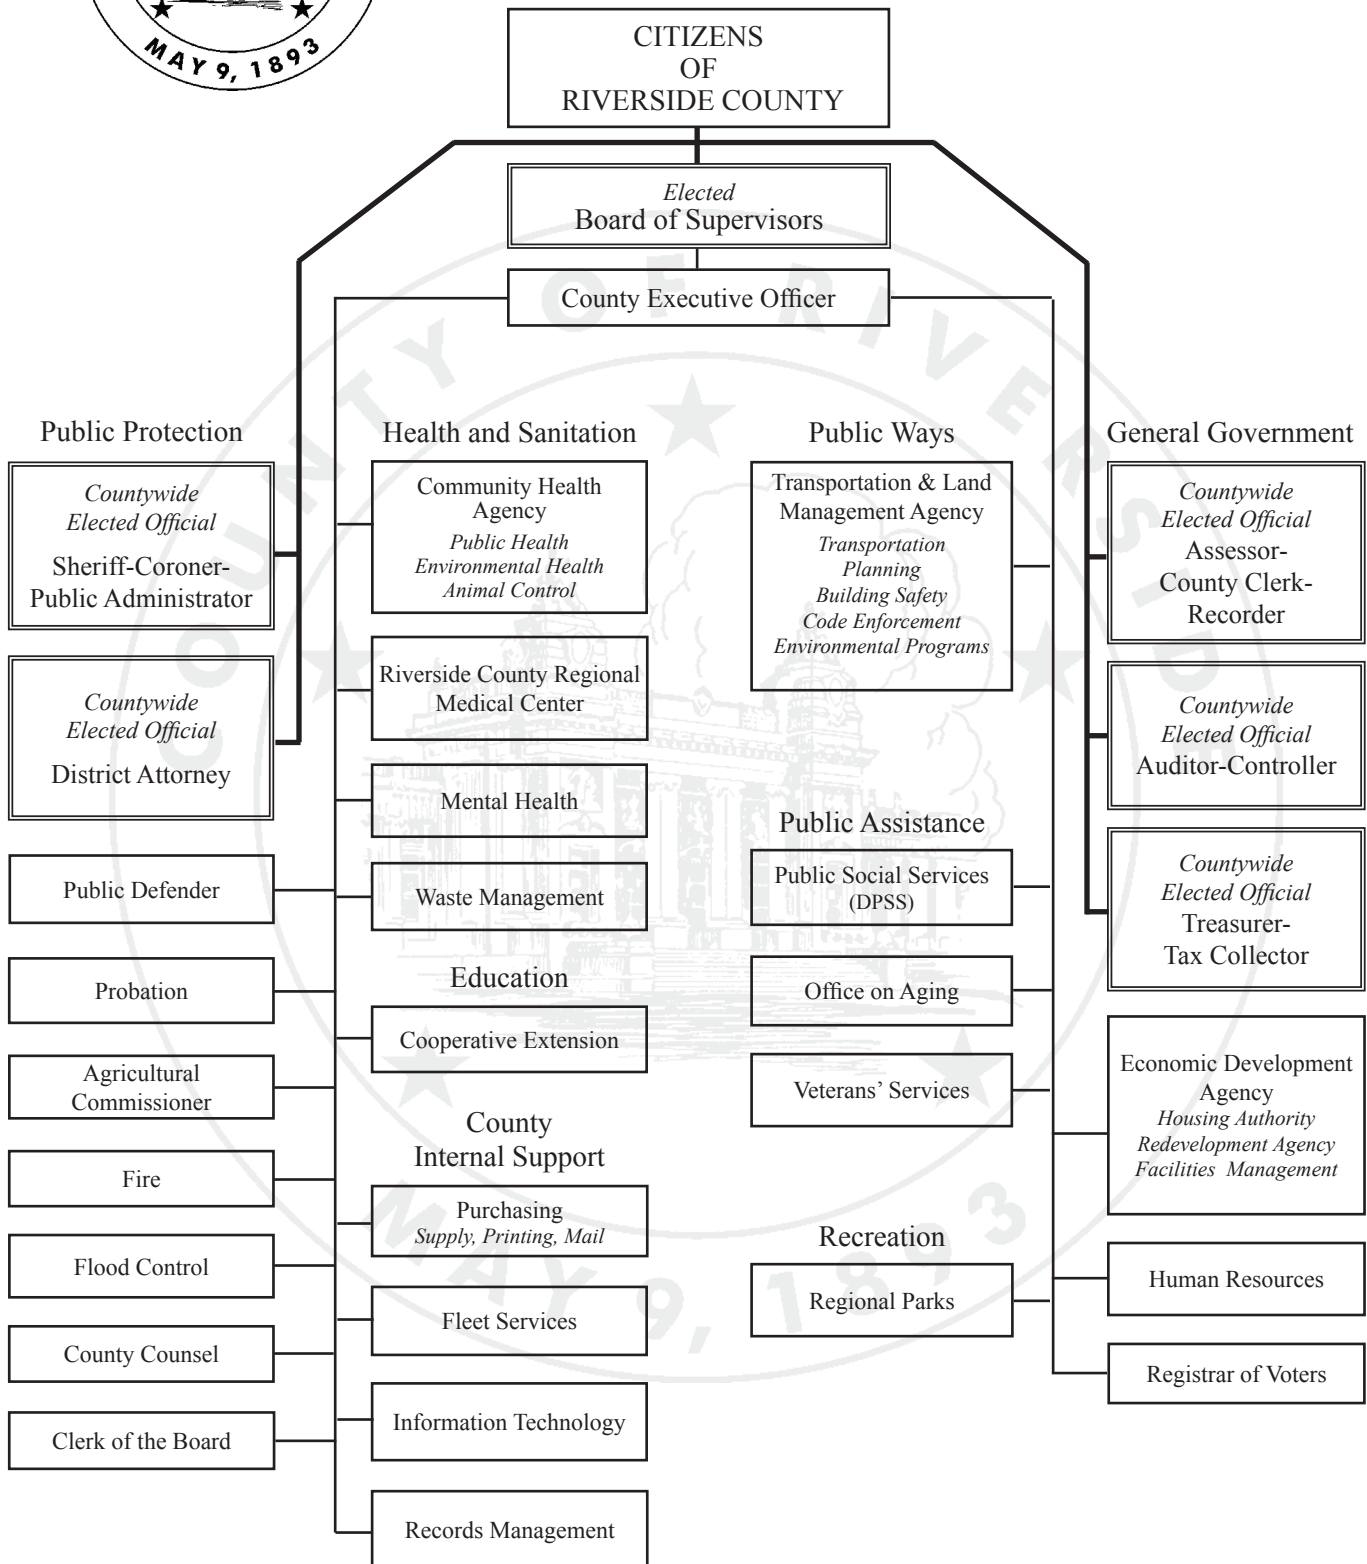 MAY 9, 1893
CITIZENS
OF
RIVERSIDE COUNTY
Elected
Board of Supervisors
County Executive Officer
COUNTY OF RIVERSIDE
MAY 9, 1893
Public Protection
Countywide
Elected Official
Sheriff-Coroner-
Public Administrator
Countywide
Elected Official
District Attorney
Public Defender
Probation
Agricultural
Commissioner
Fire
Flood Control
County Counsel
Clerk of the Board
Health and Sanitation
Community Health
Agency
Public Health
Environmental Health
Animal Control
Riverside County Regional
Medical Center
Mental Health
Waste Management
Education
Cooperative Extension
County
Internal Support
Purchasing
Supply, Printing, Mail
Fleet Services
Information Technology
Records Management
Public Ways
Transportation & Land
Management Agency
Transportation
Planning
Building Safety
Code Enforcement
Environmental Programs
Public Assistance
Public Social Services
(DPSS)
Office on Aging
Veterans’ Services
Recreation
Regional Parks
General Government
Countywide
Elected Official
Assessor-
County Clerk-
Recorder
Countywide
Elected Official
Auditor-Controller
Countywide
Elected Official
Treasurer-
Tax Collector
Economic Development
Agency
Housing Authority
Redevelopment Agency
Facilities Management
Human Resources
Registrar of Voters